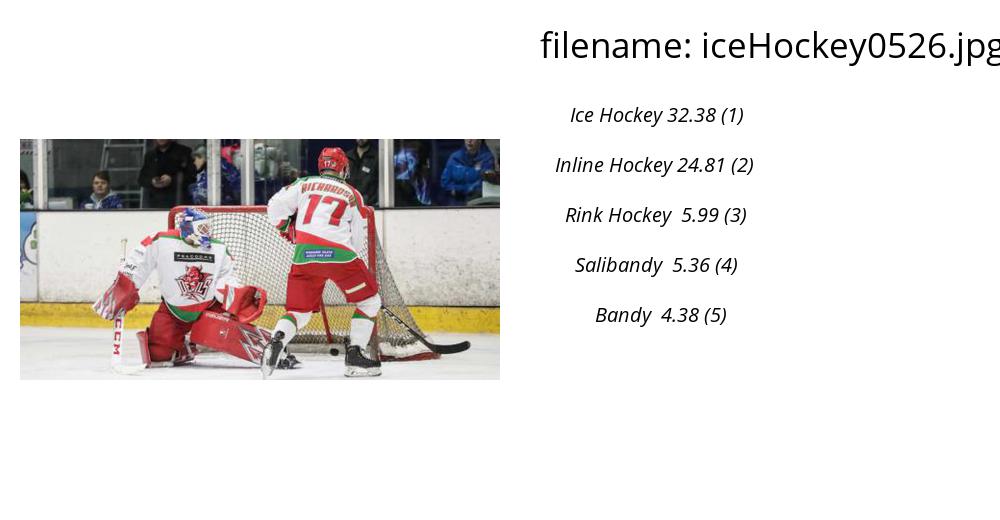 filename: iceHockey0526.jpg
Ice Hockey 32.38 (1)
Inline Hockey 24.81 (2)
Rink Hockey 5.99 (3)
Salibandy 5.36 (4)
Bandy 4.38 (5)
RICHARDSON
17
PEACOCKS
CCM